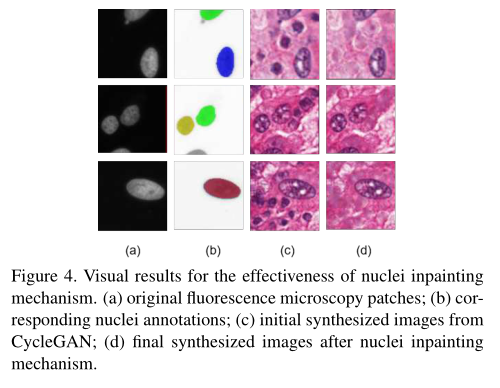 (a) (b) (c) (d)
Figure 4. Visual results for the effectiveness of nuclei inpainting
mechanism. (a) original fluorescence microscopy patches; (b) cor-
responding nuclei annotations; (c) initial synthesized images from
CycleGAN; (d) final synthesized images after nuclei inpainting
mechanism.